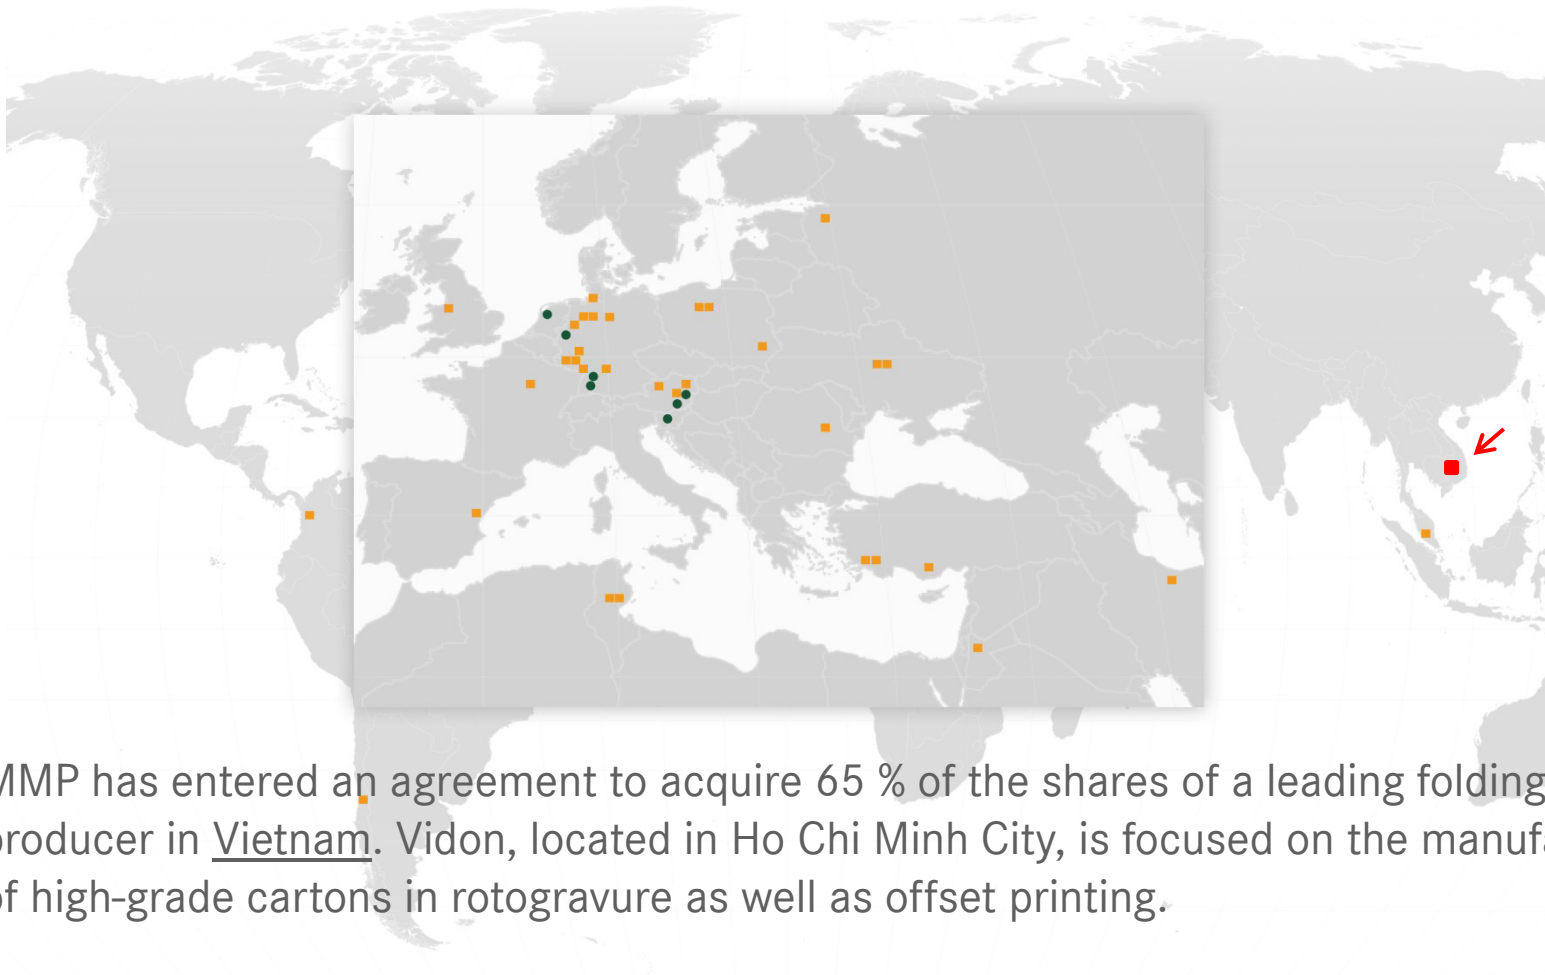 MMP has entered an agreement to acquire 65 % of the shares of a leading folding
producer in Vietnam. Vidon, located in Ho Chi Minh City, is focused on the
of high-grade cartons in rotogravure as well as offset printing.